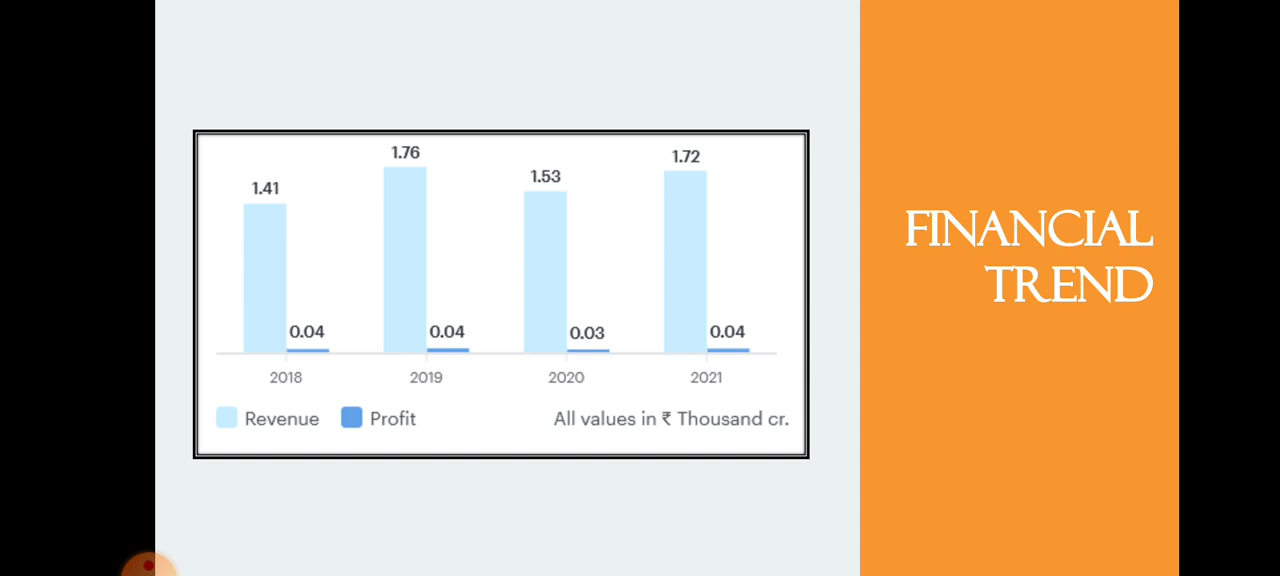 1.41
0.04
1.76
0.04
1.53
0.03
1.72
0.04
2018
2019
2020
2021
Revenue
Profit
All values in ₹ Thousand cr.
FINANCIAL
TREND